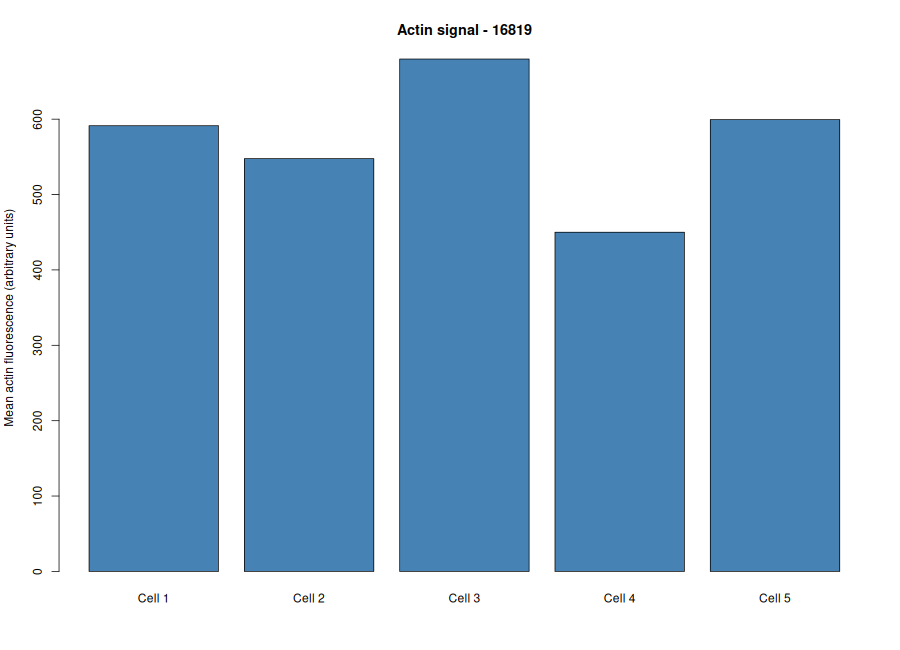 Actin signal - 16819
Mean actin fluorescence (arbitrary units)
600
500
400
300
200
100
0
Cell 1
Cell 2
Cell 3
Cell 4
Cell 5